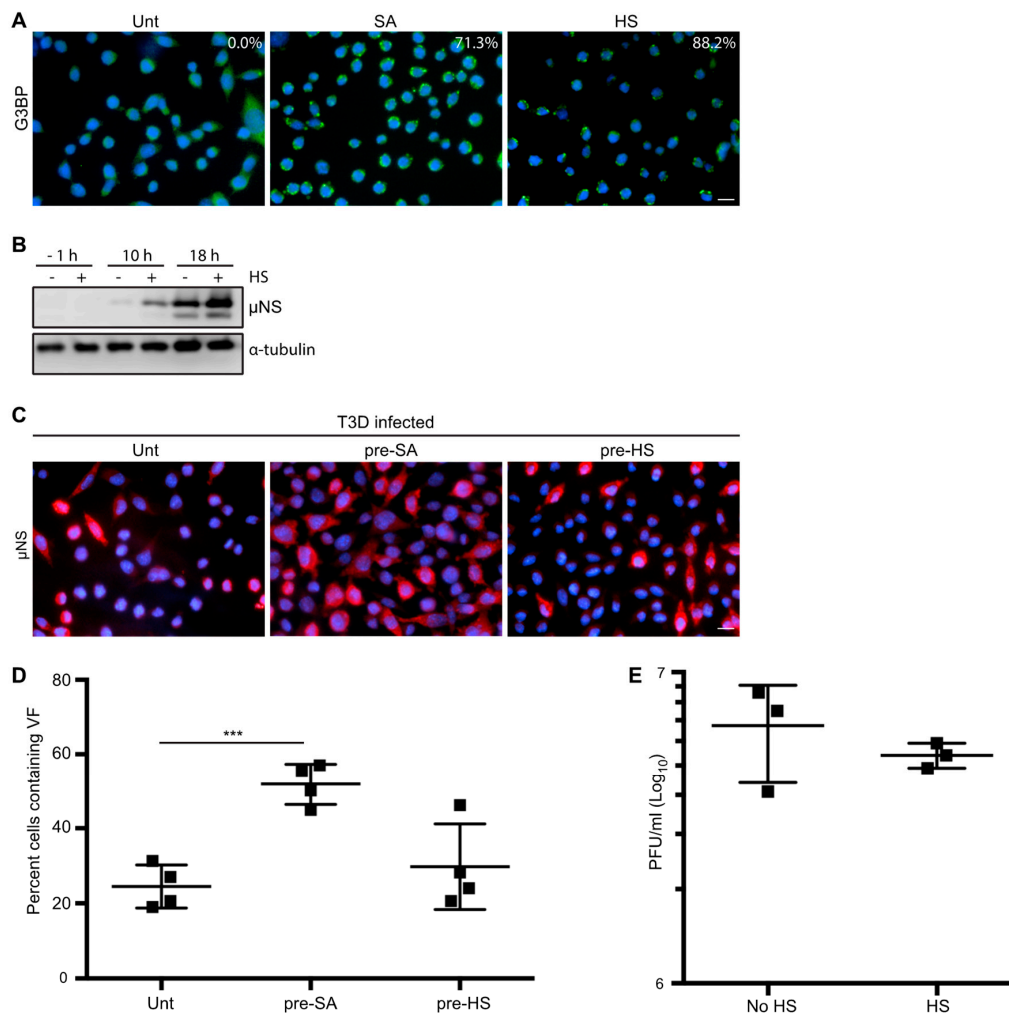 A
Unt
SA
HS
G3BP
0.0%
71.3%
88.2%
B
- 1 h
10 h
18 h
- + - + - + HS
µNS
α-tubulin
C
T3D infected
Unt
pre-SA
pre-HS
µNS
D
Percent cells containing VF
80
60
40
20
0
***
Unt
pre-SA
pre-HS
E
PFU/ml (Log10)
7
6
No HS
HS